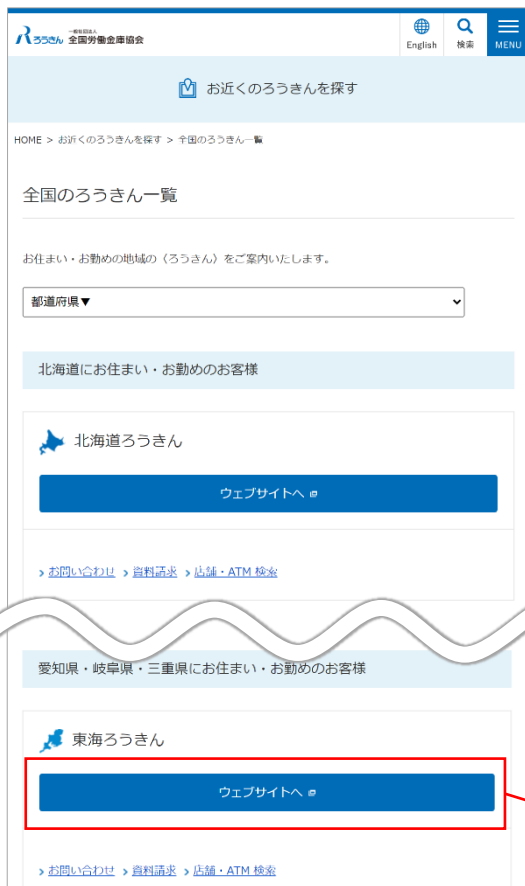 ろうきん 一般社団法人 全国労働金庫協会
English
検索
MENU
お近くのろうきんを探す
HOME > お近くのろうきんを探す > 全国のろうきん一覧
全国のろうきん一覧
お住まい・お勤めの地域の〈ろうきん〉をご案内いたします。
都道府県▼
北海道にお住まい・お勤めのお客様
北海道ろうきん
ウェブサイトへ
お問い合わせ 資料請求 店舗・ATM 検索
愛知県・岐阜県・三重県にお住まい・お勤めのお客様
東海ろうきん
ウェブサイトへ
お問い合わせ 資料請求 店舗・ATM 検索